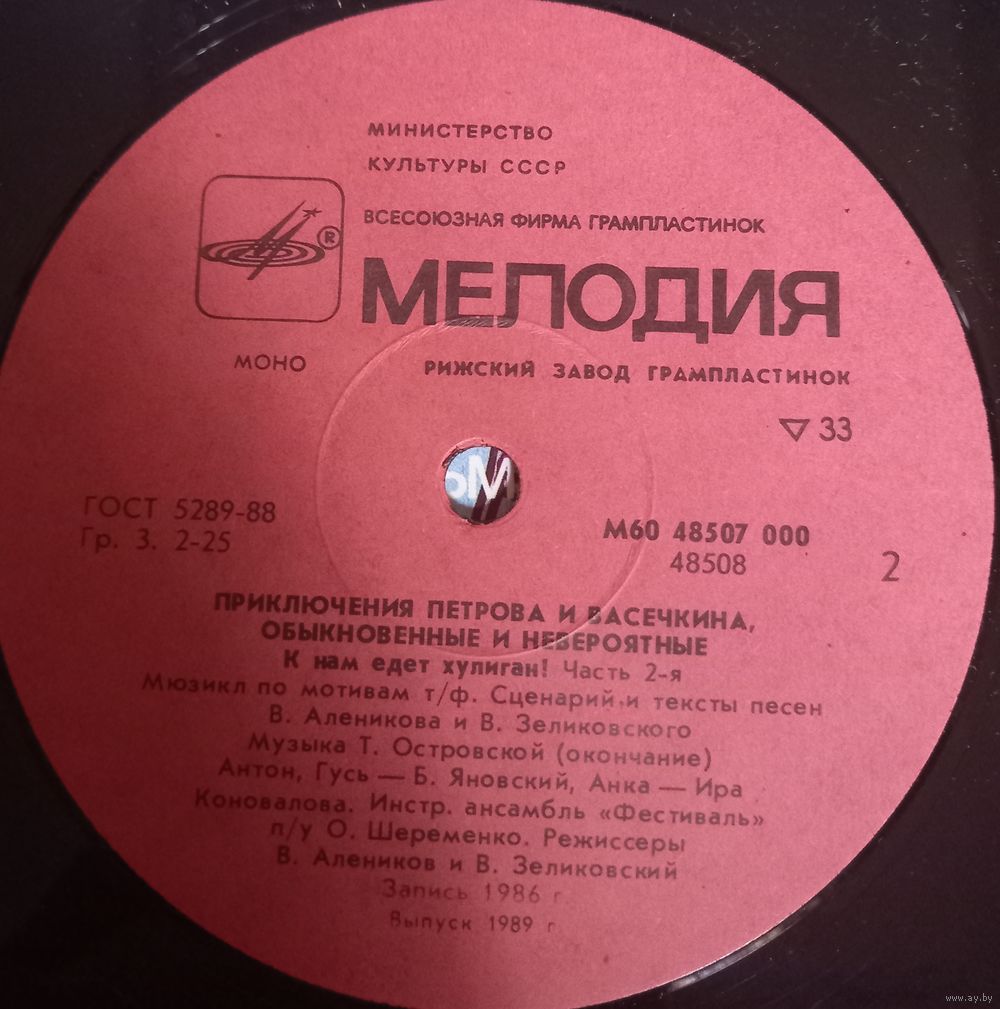 МИНИСТЕРСТВО
КУЛЬТУРЫ СССР
ВСЕСОЮЗНАЯ ФИРМА ГРАМПЛАСТИНОК
®
МЕЛОДИЯ
МОНО
РИЖСКИЙ ЗАВОД ГРАМПЛАСТИНОК
▽ 33
ГОСТ 5289-88
Гр. 3. 2-25
М60 48507 000
48508
2
ПРИКЛЮЧЕНИЯ ПЕТРОВА И ВАСЕЧКИНА,
ОБЫКНОВЕННЫЕ И НЕВЕРОЯТНЫЕ
К нам едет хулиган! Часть 2-я
Мюзикл по мотивам т/ф. Сценарий и тексты песен
В. Аленикова и В. Зеликовского
Музыка Т. Островской (окончание)
Антон, Гусь — Б. Яновский, Анка — Ира
Коновалова. Инстр. ансамбль «Фестиваль»
п/у О. Шеременко. Режиссеры
В. Алеников и В. Зеликовский
Запись 1986 г.
Выпуск 1989 г.
www.ay.by